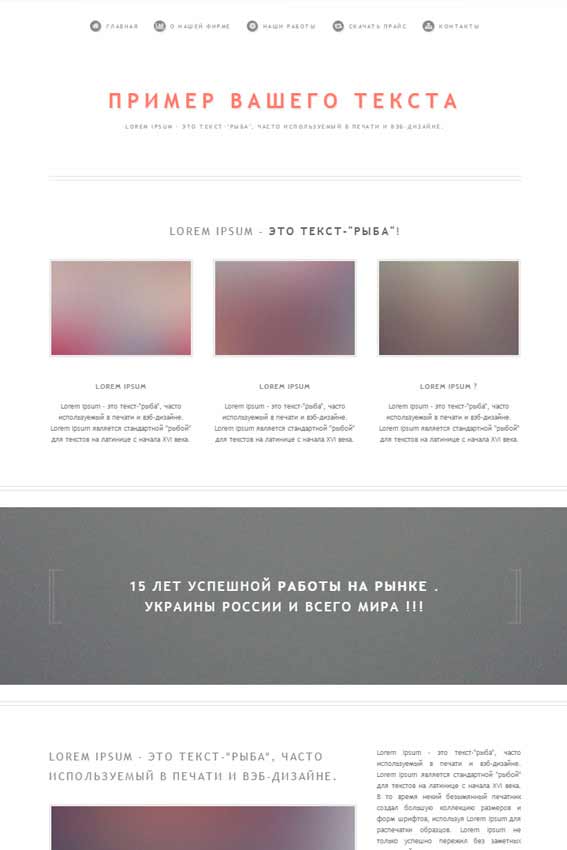 ГЛАВНАЯ О НАШЕЙ ФИРМЕ НАШИ РАБОТЫ СКАЧАТЬ ПРАЙС КОНТАКТЫ
ПРИМЕР ВАШЕГО ТЕКСТА
LOREM IPSUM - ЭТО ТЕКСТ-"РЫБА", ЧАСТО ИСПОЛЬЗУЕМЫЙ В ПЕЧАТИ И ВЭБ-ДИЗАЙНЕ.
LOREM IPSUM - ЭТО ТЕКСТ-"РЫБА"!
LOREM IPSUM
Lorem Ipsum - это текст-"рыба", часто
используемый в печати и вэб-дизайне.
Lorem Ipsum является стандартной "рыбой"
для текстов на латинице с начала XVI века.
LOREM IPSUM
Lorem Ipsum - это текст-"рыба", часто
используемый в печати и вэб-дизайне.
Lorem Ipsum является стандартной "рыбой"
для текстов на латинице с начала XVI века.
LOREM IPSUM ?
Lorem Ipsum - это текст-"рыба", часто
используемый в печати и вэб-дизайне.
Lorem Ipsum является стандартной "рыбой"
для текстов на латинице с начала XVI века.
15 ЛЕТ УСПЕШНОЙ РАБОТЫ НА РЫНКЕ .
УКРАИНЫ РОССИИ И ВСЕГО МИРА !!!
LOREM IPSUM - ЭТО ТЕКСТ-"РЫБА", ЧАСТО
ИСПОЛЬЗУЕМЫЙ В ПЕЧАТИ И ВЭБ-ДИЗАЙНЕ.
Lorem Ipsum - это текст-"рыба", часто
используемый в печати и вэб-дизайне.
Lorem Ipsum является стандартной "рыбой"
для текстов на латинице с начала XVI века.
В то время некий безымянный печатник
создал большую коллекцию размеров и
форм шрифтов, используя Lorem Ipsum для
распечатки образцов. Lorem Ipsum не
только успешно пережил без заметных